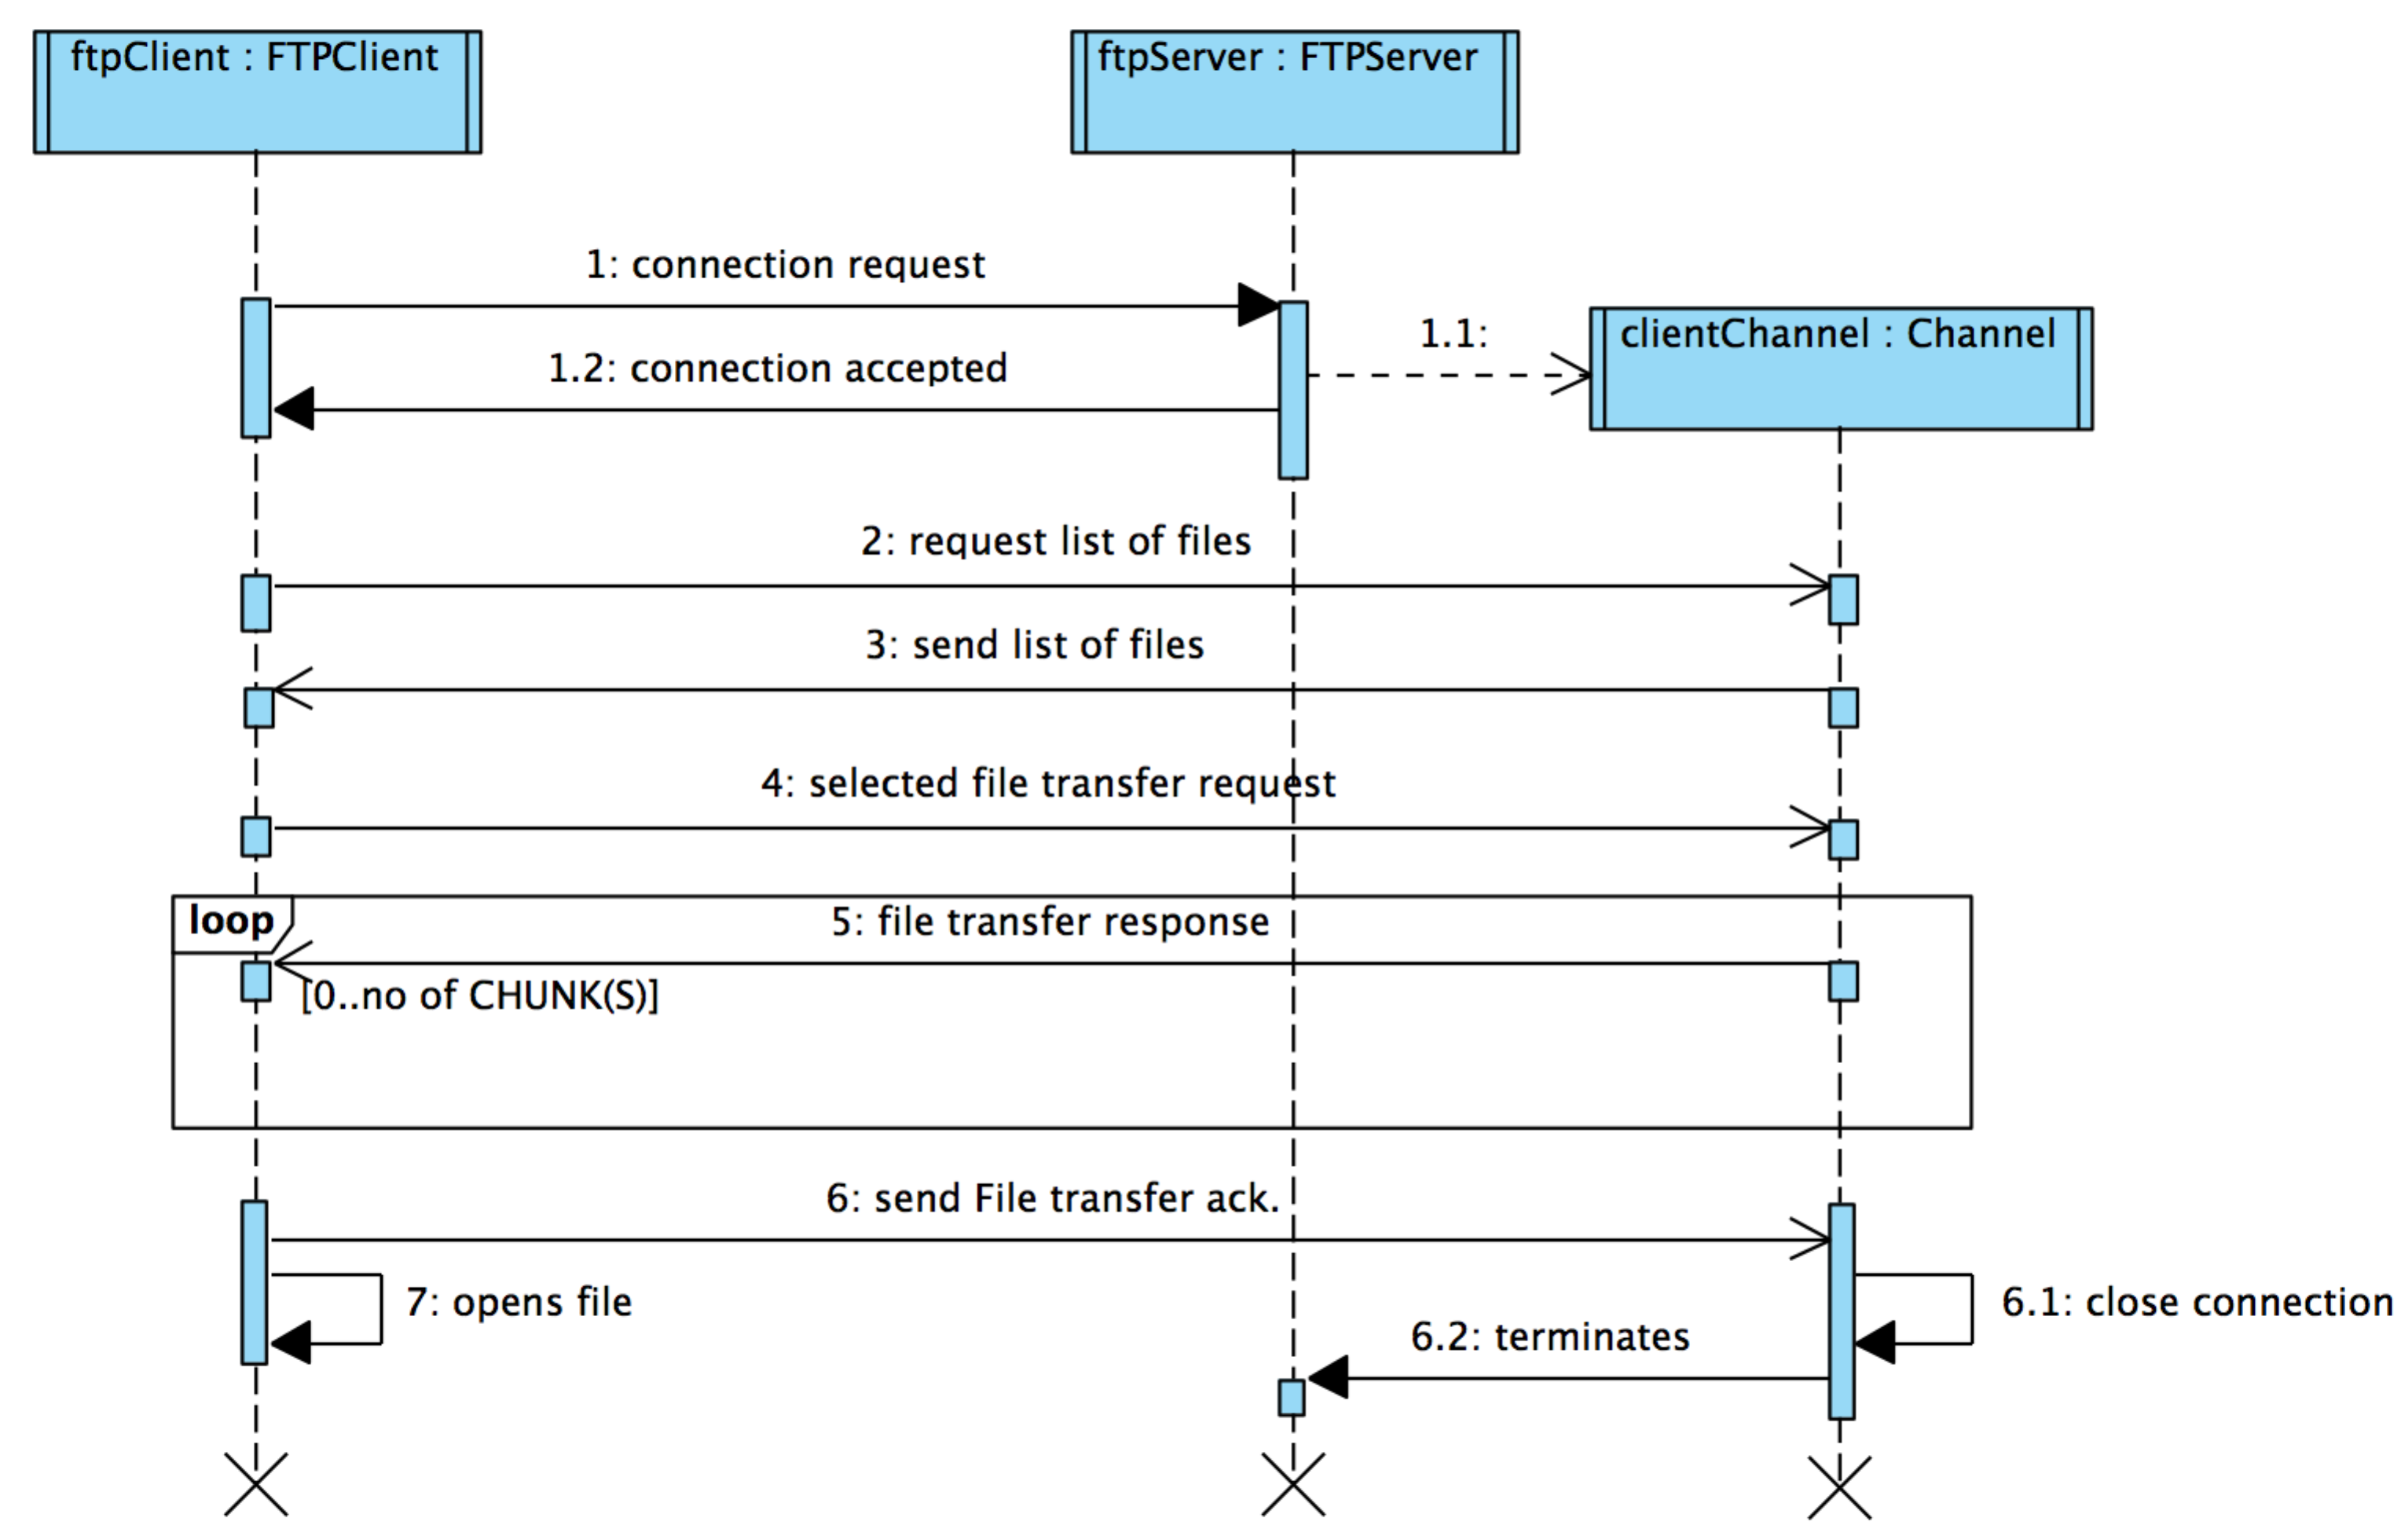 ftpClient : FTPClient
ftpServer : FTPServer
1: connection request
1.1:
clientChannel : Channel
1.2: connection accepted
2: request list of files
3: send list of files
4: selected file transfer request
loop
5: file transfer response
[0..no of CHUNK(S)]
6: send File transfer ack.
7: opens file
6.1: close connection
6.2: terminates